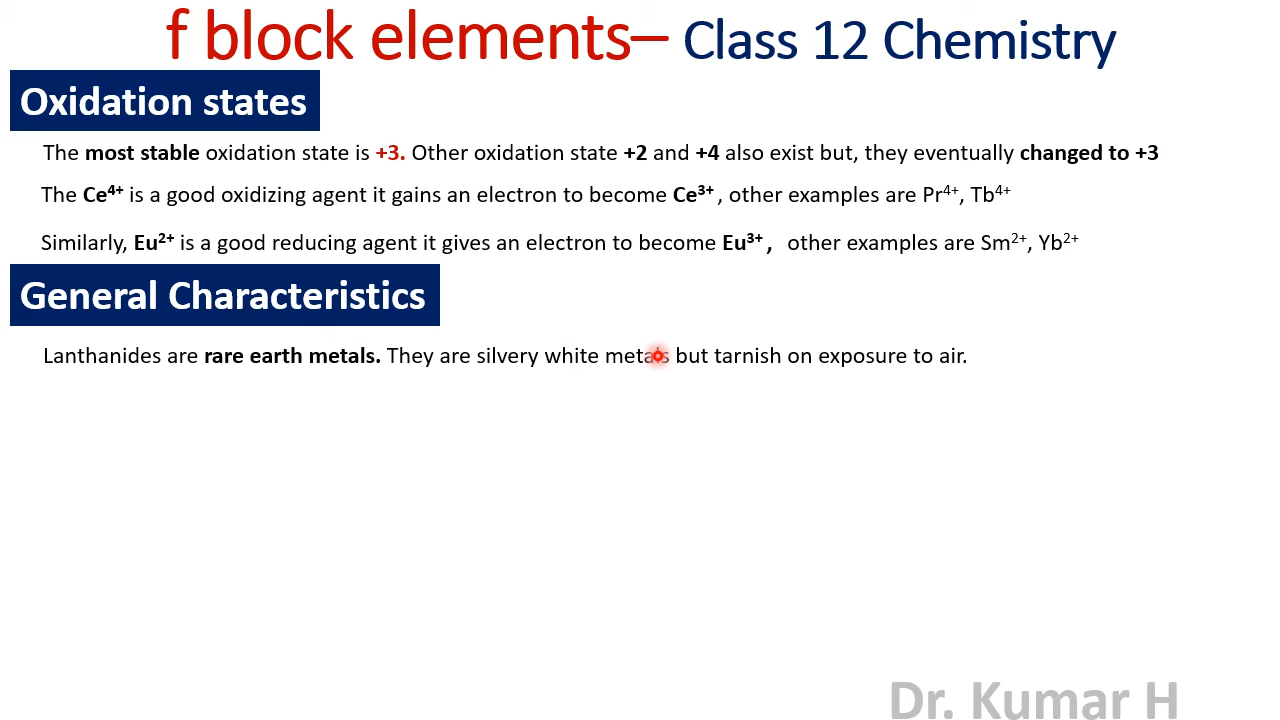 f block elements– Class 12 Chemistry
Oxidation states
The most stable oxidation state is +3. Other oxidation state +2 and +4 also exist but, they eventually changed to +3
The Ce⁴⁺ is a good oxidizing agent it gains an electron to become Ce³⁺ , other examples are Pr⁴⁺, Tb⁴⁺
Similarly, Eu²⁺ is a good reducing agent it gives an electron to become Eu³⁺ , other examples are Sm²⁺, Yb²⁺
General Characteristics
Lanthanides are rare earth metals. They are silvery white metals but tarnish on exposure to air.
Dr. Kumar H